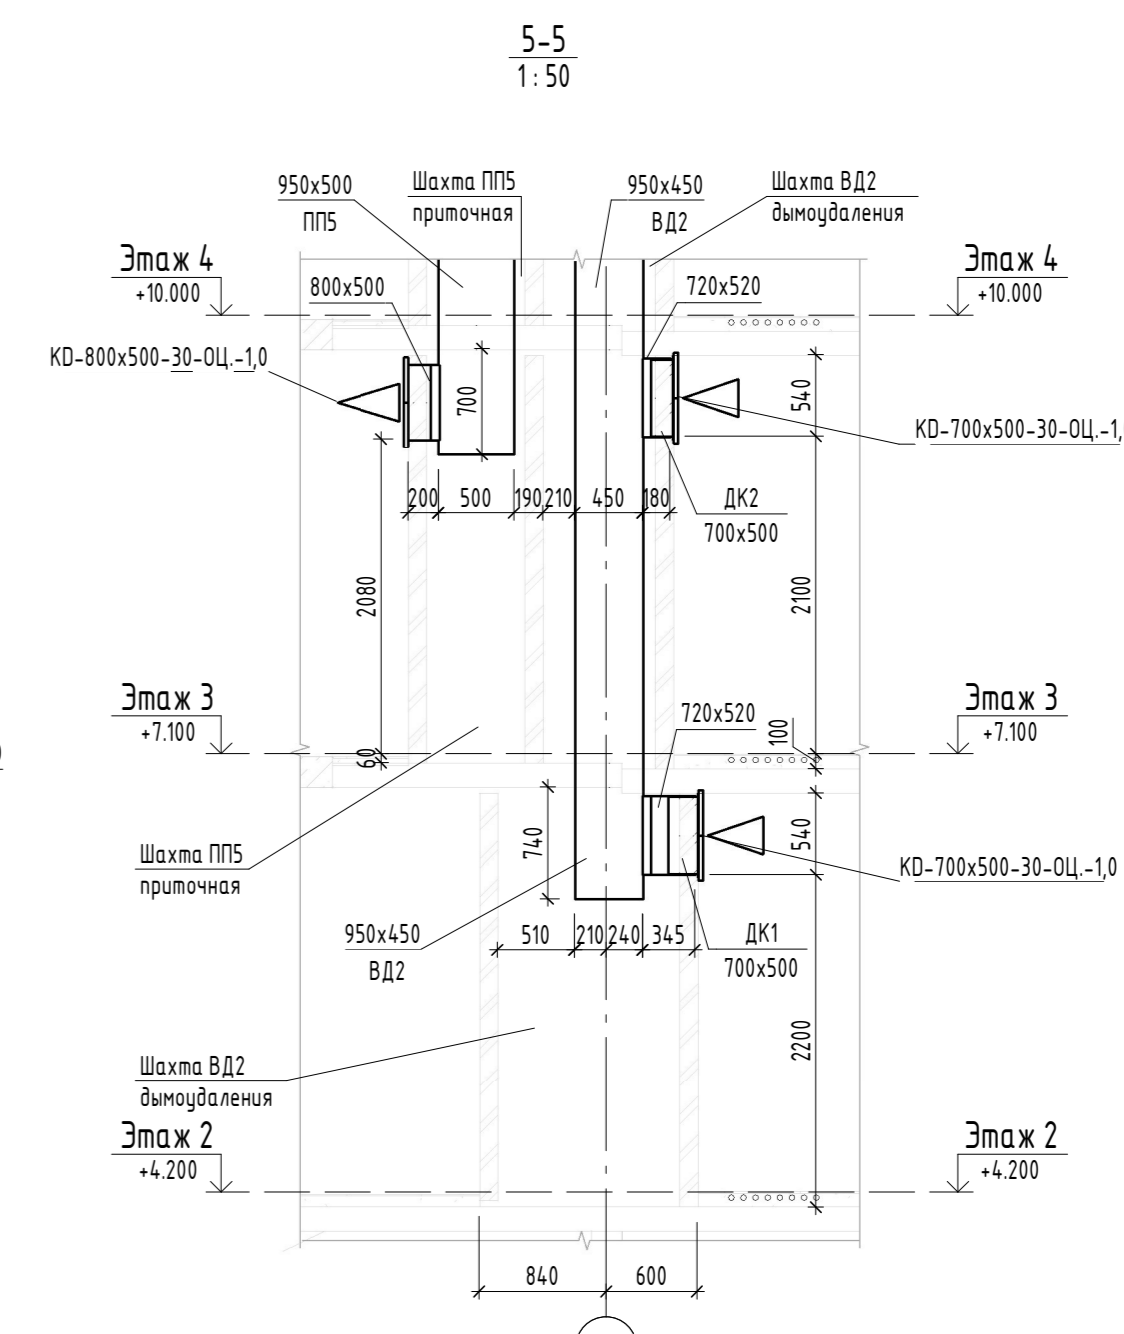 5-5
1 : 50
950x500
ПП5
Шахта ПП5
приточная
950x450
ВД2
Шахта ВД2
дымоудаления
Этаж 4
+10.000
800x500
720x520
Этаж 4
+10.000
KD-800x500-30-ОЦ.-1,0
700
540
KD-700x500-30-ОЦ.-1,
200
500
190
210
450
180
ДК2
700x500
2080
2100
Этаж 3
+7.100
60
720x520
100
Этаж 3
+7.100
Шахта ПП5
приточная
740
540
KD-700x500-30-ОЦ.-1,0
950x450
ВД2
510
210
240
345
ДК1
700x500
2200
Шахта ВД2
дымоудаления
Этаж 2
+4.200
Этаж 2
+4.200
840
600